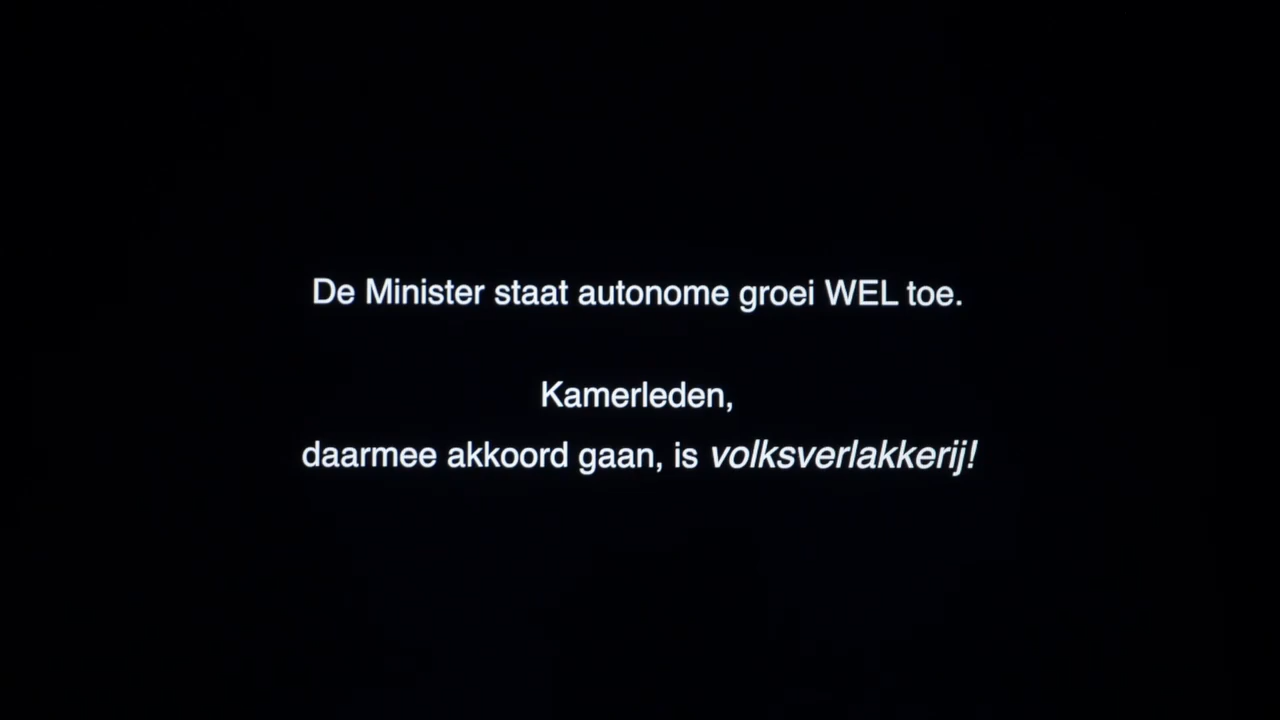 De Minister staat autonome groei WEL toe.
Kamerleden,
daarmee akkoord gaan, is volksverlakkerij!